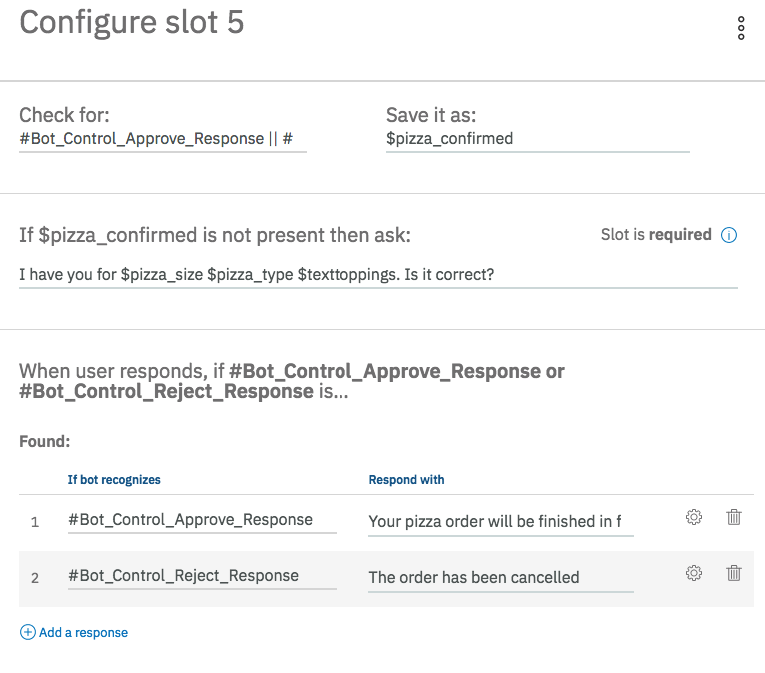 Configure slot 5
Check for:
Save it as:
#Bot_Control_Approve_Response || #
$pizza_confirmed
If $pizza_confirmed is not present then ask:
Slot is required
I have you for $pizza_size $pizza_type $texttoppings. Is it correct?
When user responds, if #Bot_Control_Approve_Response or
#Bot_Control_Reject_Response is...
Found:
If bot recognizes
Respond with
1 #Bot_Control_Approve_Response Your pizza order will be finished in f
2 #Bot_Control_Reject_Response The order has been cancelled
Add a response